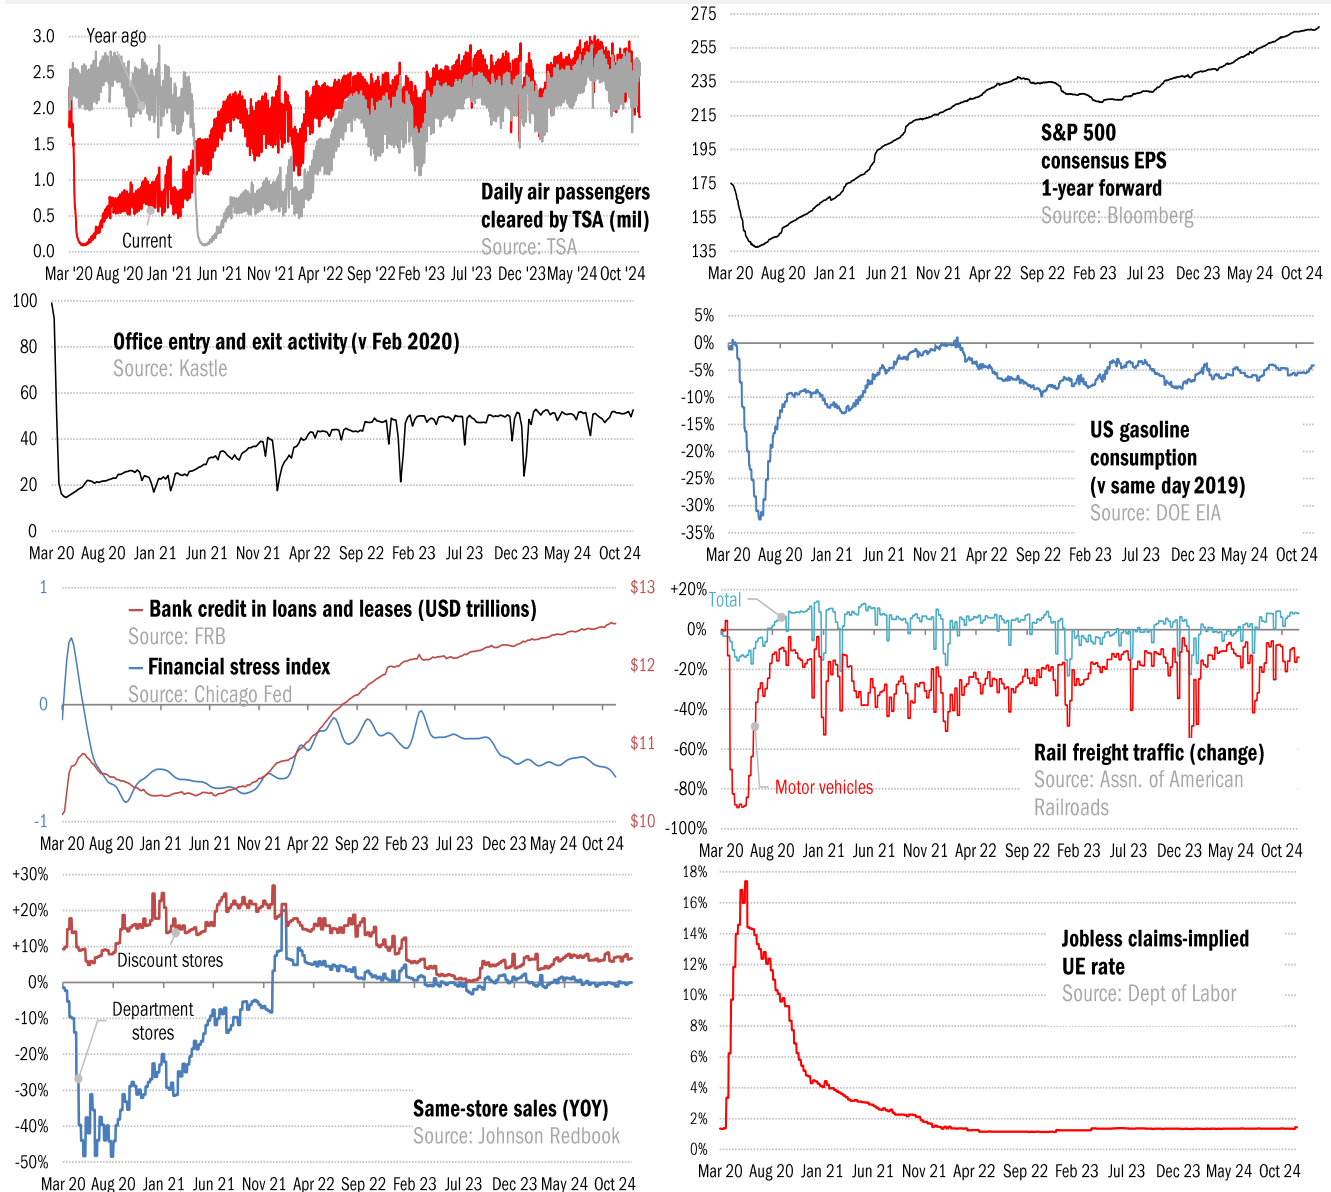 3.0
2.5
2.0
1.5
1.0
0.5
0.0
Year ago
Current
Daily air passengers
cleared by TSA (mil)
Source: TSA
Mar '20 Aug '20 Jan '21 Jun '21 Nov '21 Apr '22 Sep '22 Feb '23 Jul '23 Dec '23 May '24 Oct '24
275
255
235
215
195
175
155
135
S&P 500
consensus EPS
1-year forward
Source: Bloomberg
Mar 20 Aug 20 Jan 21 Jun 21 Nov 21 Apr 22 Sep 22 Feb 23 Jul 23 Dec 23 May 24 Oct 24
100
80
60
40
20
0
Office entry and exit activity (v Feb 2020)
Source: Kastle
Mar 20 Aug 20 Jan 21 Jun 21 Nov 21 Apr 22 Sep 22 Feb 23 Jul 23 Dec 23 May 24 Oct 24
5%
0%
-5%
-10%
-15%
-20%
-25%
-30%
-35%
US gasoline
consumption
(v same day 2019)
Source: DOE EIA
Mar 20 Aug 20 Jan 21 Jun 21 Nov 21 Apr 22 Sep 22 Feb 23 Jul 23 Dec 23 May 24 Oct 24
1
0
-1
Bank credit in loans and leases (USD trillions)
Source: FRB
Financial stress index
Source: Chicago Fed
$13
$12
$11
$10
Mar 20 Aug 20 Jan 21 Jun 21 Nov 21 Apr 22 Sep 22 Feb 23 Jul 23 Dec 23 May 24 Oct 24
+20%
0%
-20%
-40%
-60%
-80%
-100%
Total
Motor vehicles
Rail freight traffic (change)
Source: Assn. of American
Railroads
Mar 20 Aug 20 Jan 21 Jun 21 Nov 21 Apr 22 Sep 22 Feb 23 Jul 23 Dec 23 May 24 Oct 24
+30%
+20%
+10%
0%
-10%
-20%
-30%
-40%
-50%
Discount stores
Department
stores
Same-store sales (YOY)
Source: Johnson Redbook
Mar 20 Aug 20 Jan 21 Jun 21 Nov 21 Apr 22 Sep 22 Feb 23 Jul 23 Dec 23 May 24 Oct 24
18%
16%
14%
12%
10%
8%
6%
4%
2%
0%
Jobless claims-implied
UE rate
Source: Dept of Labor
Mar 20 Aug 20 Jan 21 Jun 21 Nov 21 Apr 22 Sep 22 Feb 23 Jul 23 Dec 23 May 24 Oct 24